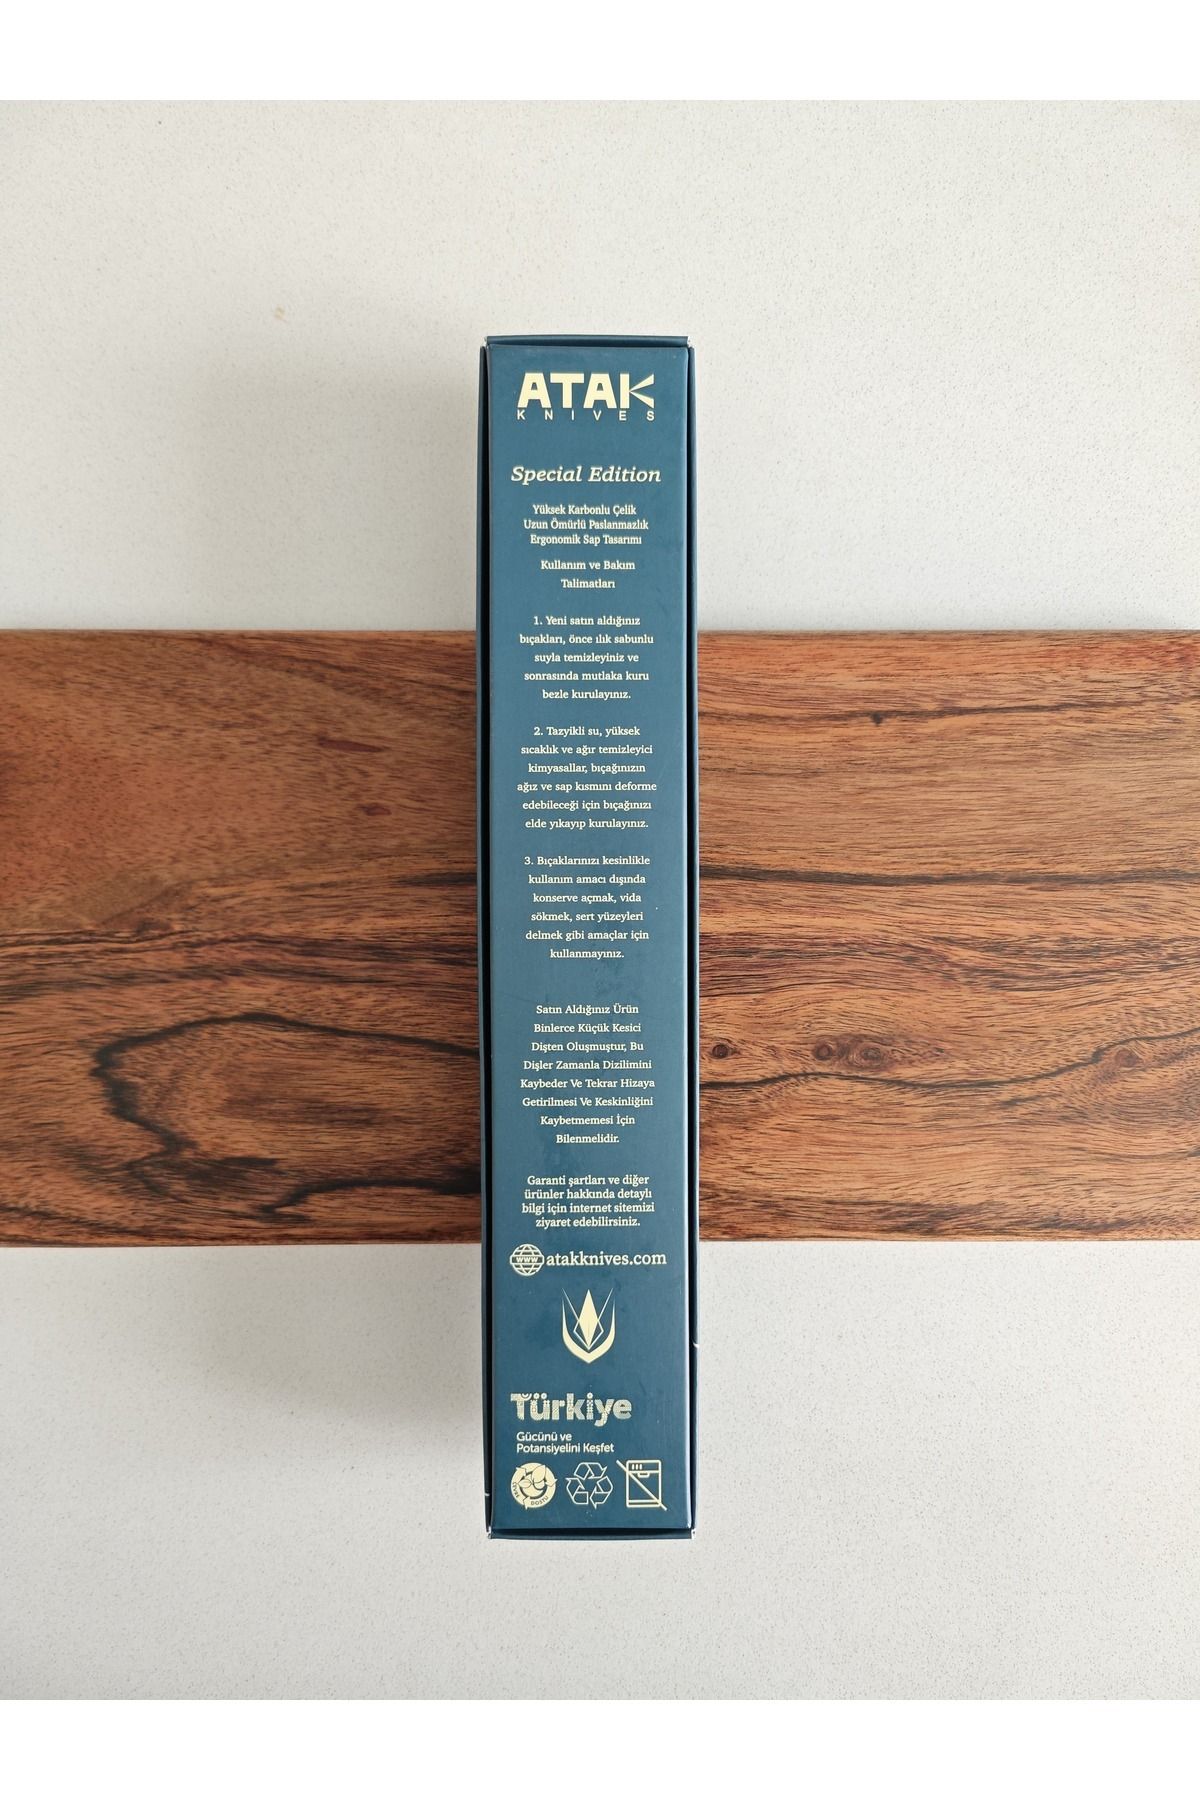 ATAK
KNIVES
Special Edition
Yüksek Karbonlu Çelik
Uzun Ömürlü Paslanmazlık
Ergonomik Sap Tasarımı
Kullanım ve Bakım
Talimatları
1. Yeni satın aldığınız
bıçakları, önce ılık sabunlu
suyla temizleyiniz ve
sonrasında mutlaka kuru
bezle kurulayınız.
2. Tazyikli su, yüksek
sıcaklık ve ağır temizleyici
kimyasallar, bıçağınızın
ağız ve sap kısmını deforme
edebileceği için bıçağınızı
elde yıkayıp kurulayınız.
3. Bıçaklarınızı kesinlikle
kullanım amacı dışında
konserve açmak, vida
sökmek, sert yüzeyleri
delmek gibi amaçlar için
kullanmayınız.
Satın Aldığınız Ürün
Binlerce Küçük Kesici
Dişten Oluşmuştur, Bu
Dişler Zamanla Dizilimini
Kaybeder Ve Tekrar Hizaya
Getirilmesi Ve Keskinliğini
Kaybetmemesi İçin
Bilenmelidir.
Garanti şartları ve diğer
ürünler hakkında detaylı
bilgi için internet sitemizi
ziyaret edebilirsiniz.
www atakknives.com
Türkiye
Gücünü ve
Potansiyelini Keşfet
ÇEVRE DOSTU